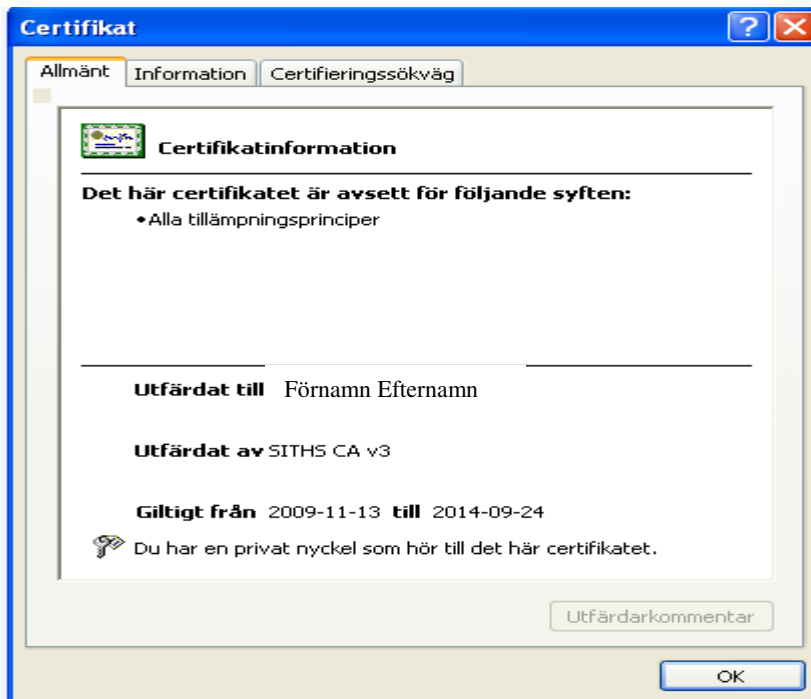 Certifikat
Allmänt Information Certifieringssökväg
Certifikatinformation
Det här certifikatet är avsett för följande syften:
•Alla tillämpningsprinciper
Utfärdat till Förnamn Efternamn
Utfärdat av SITHS CA v3
Giltigt från 2009-11-13 till 2014-09-24
Du har en privat nyckel som hör till det här certifikatet.
Utfärdarkommentar
OK